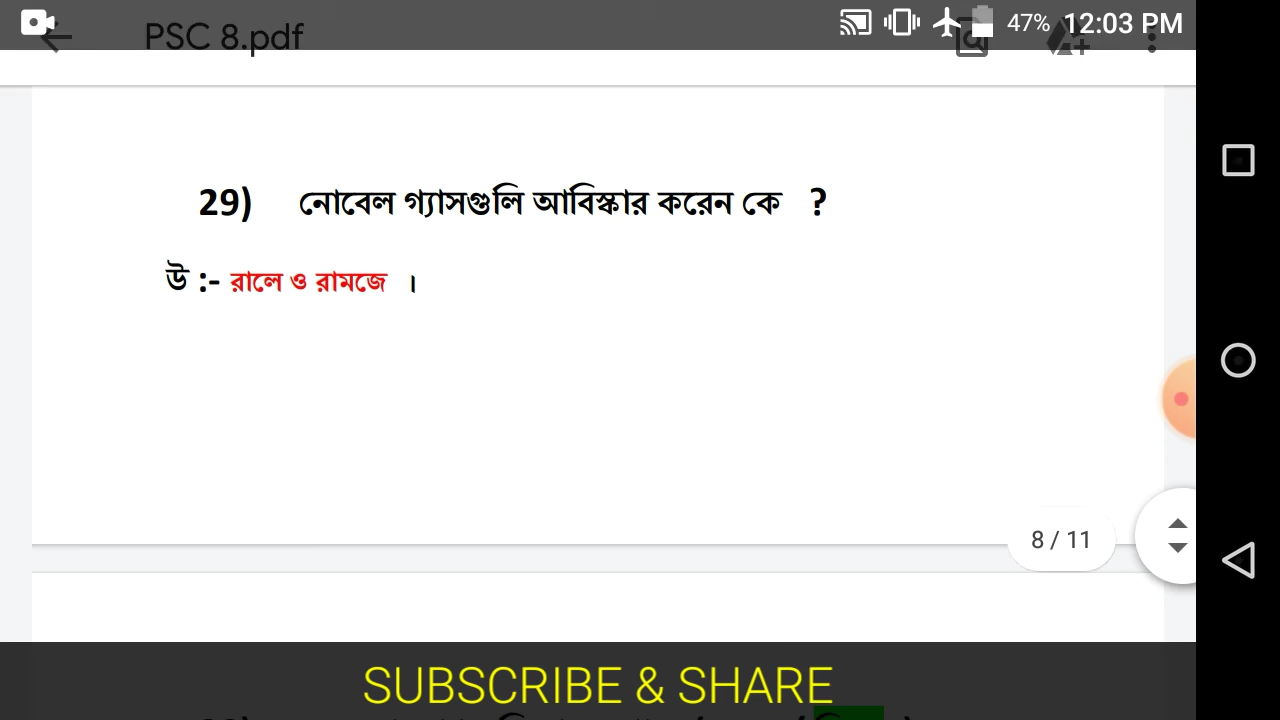 PSC 8.pdf
47% 12:03 PM
29) নোবেল গ্যাসগুলি আবিস্কার করেন কে ?
উ :- রালে ও রামজে ।
8 / 11
SUBSCRIBE & SHARE